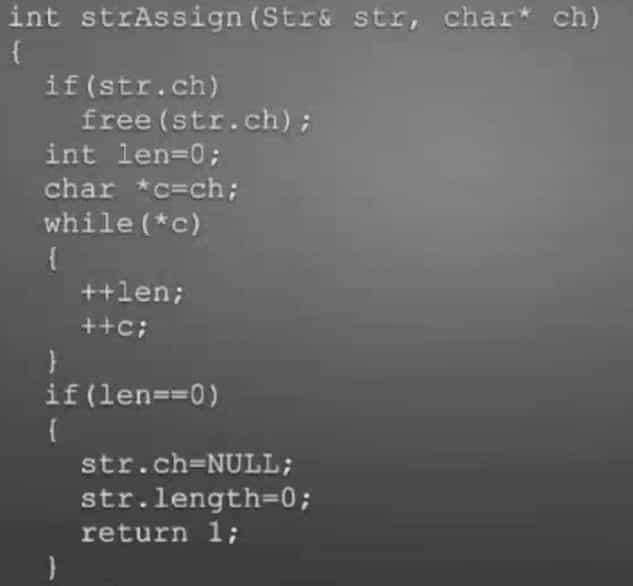 int strAssign(Str& str, char* ch)
{
  if(str.ch)
    free(str.ch);
  int len=0;
  char *c=ch;
  while(*c)
  {
    ++len;
    ++c;
  }
  if(len==0)
  {
    str.ch=NULL;
    str.length=0;
    return 1;
  }